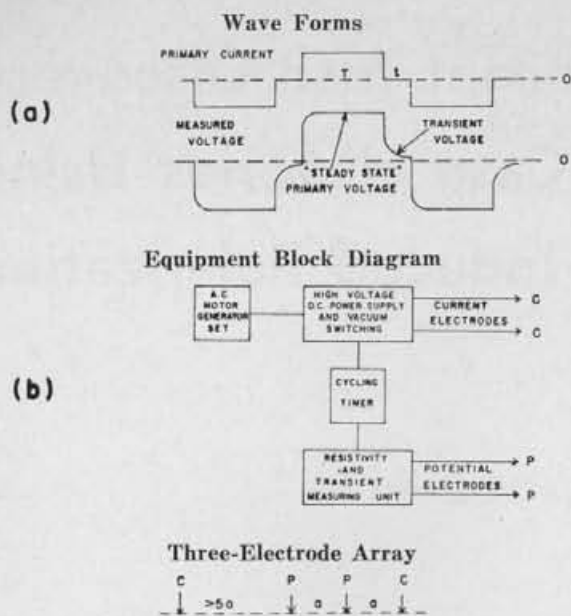 Wave Forms
PRIMARY CURRENT
T t
O
(a)
MEASURED VOLTAGE
TRANSIENT VOLTAGE
O
"STEADY STATE" PRIMARY VOLTAGE
Equipment Block Diagram
A.C. MOTOR GENERATOR SET
HIGH VOLTAGE D.C. POWER SUPPLY AND VACUUM SWITCHING
C
CURRENT ELECTRODES
C
(b)
CYCLING TIMER
RESISTIVITY AND TRANSIENT MEASURING UNIT
P
POTENTIAL ELECTRODES
P
Three-Electrode Array
C P P C
>5a a a